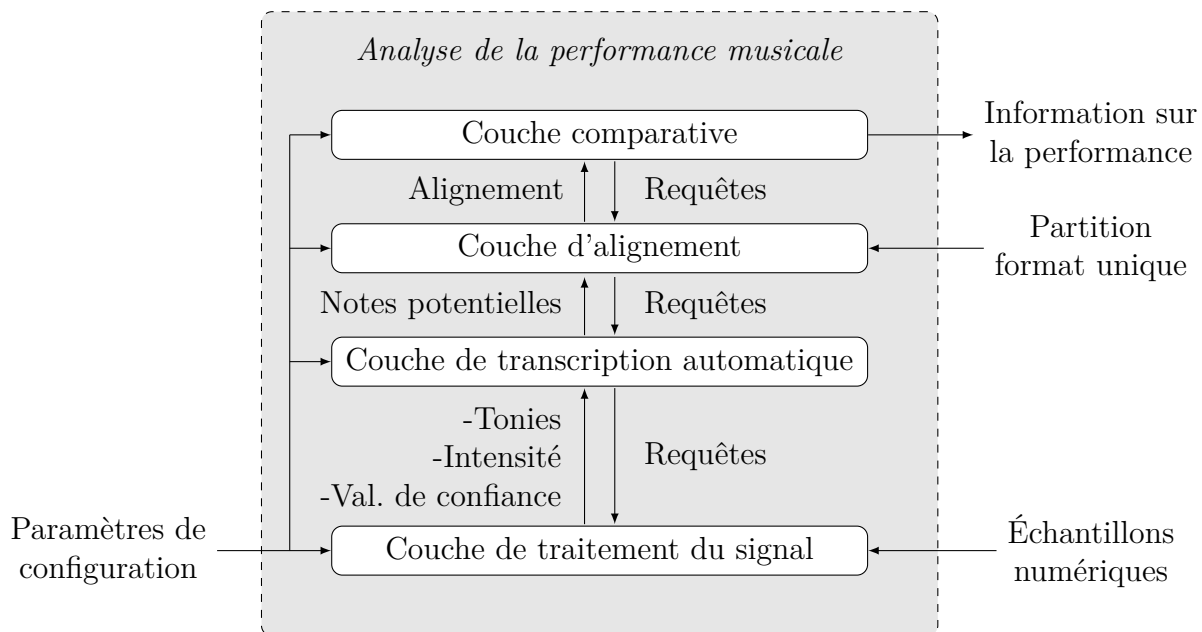 Analyse de la performance musicale
Couche comparative
Information sur
la performance
Alignement
Requêtes
Couche d'alignement
Partition
format unique
Notes potentielles
Requêtes
Couche de transcription automatique
-Tonies
-Intensité
-Val. de confiance
Requêtes
Paramètres de
configuration
Couche de traitement du signal
Échantillons
numériques